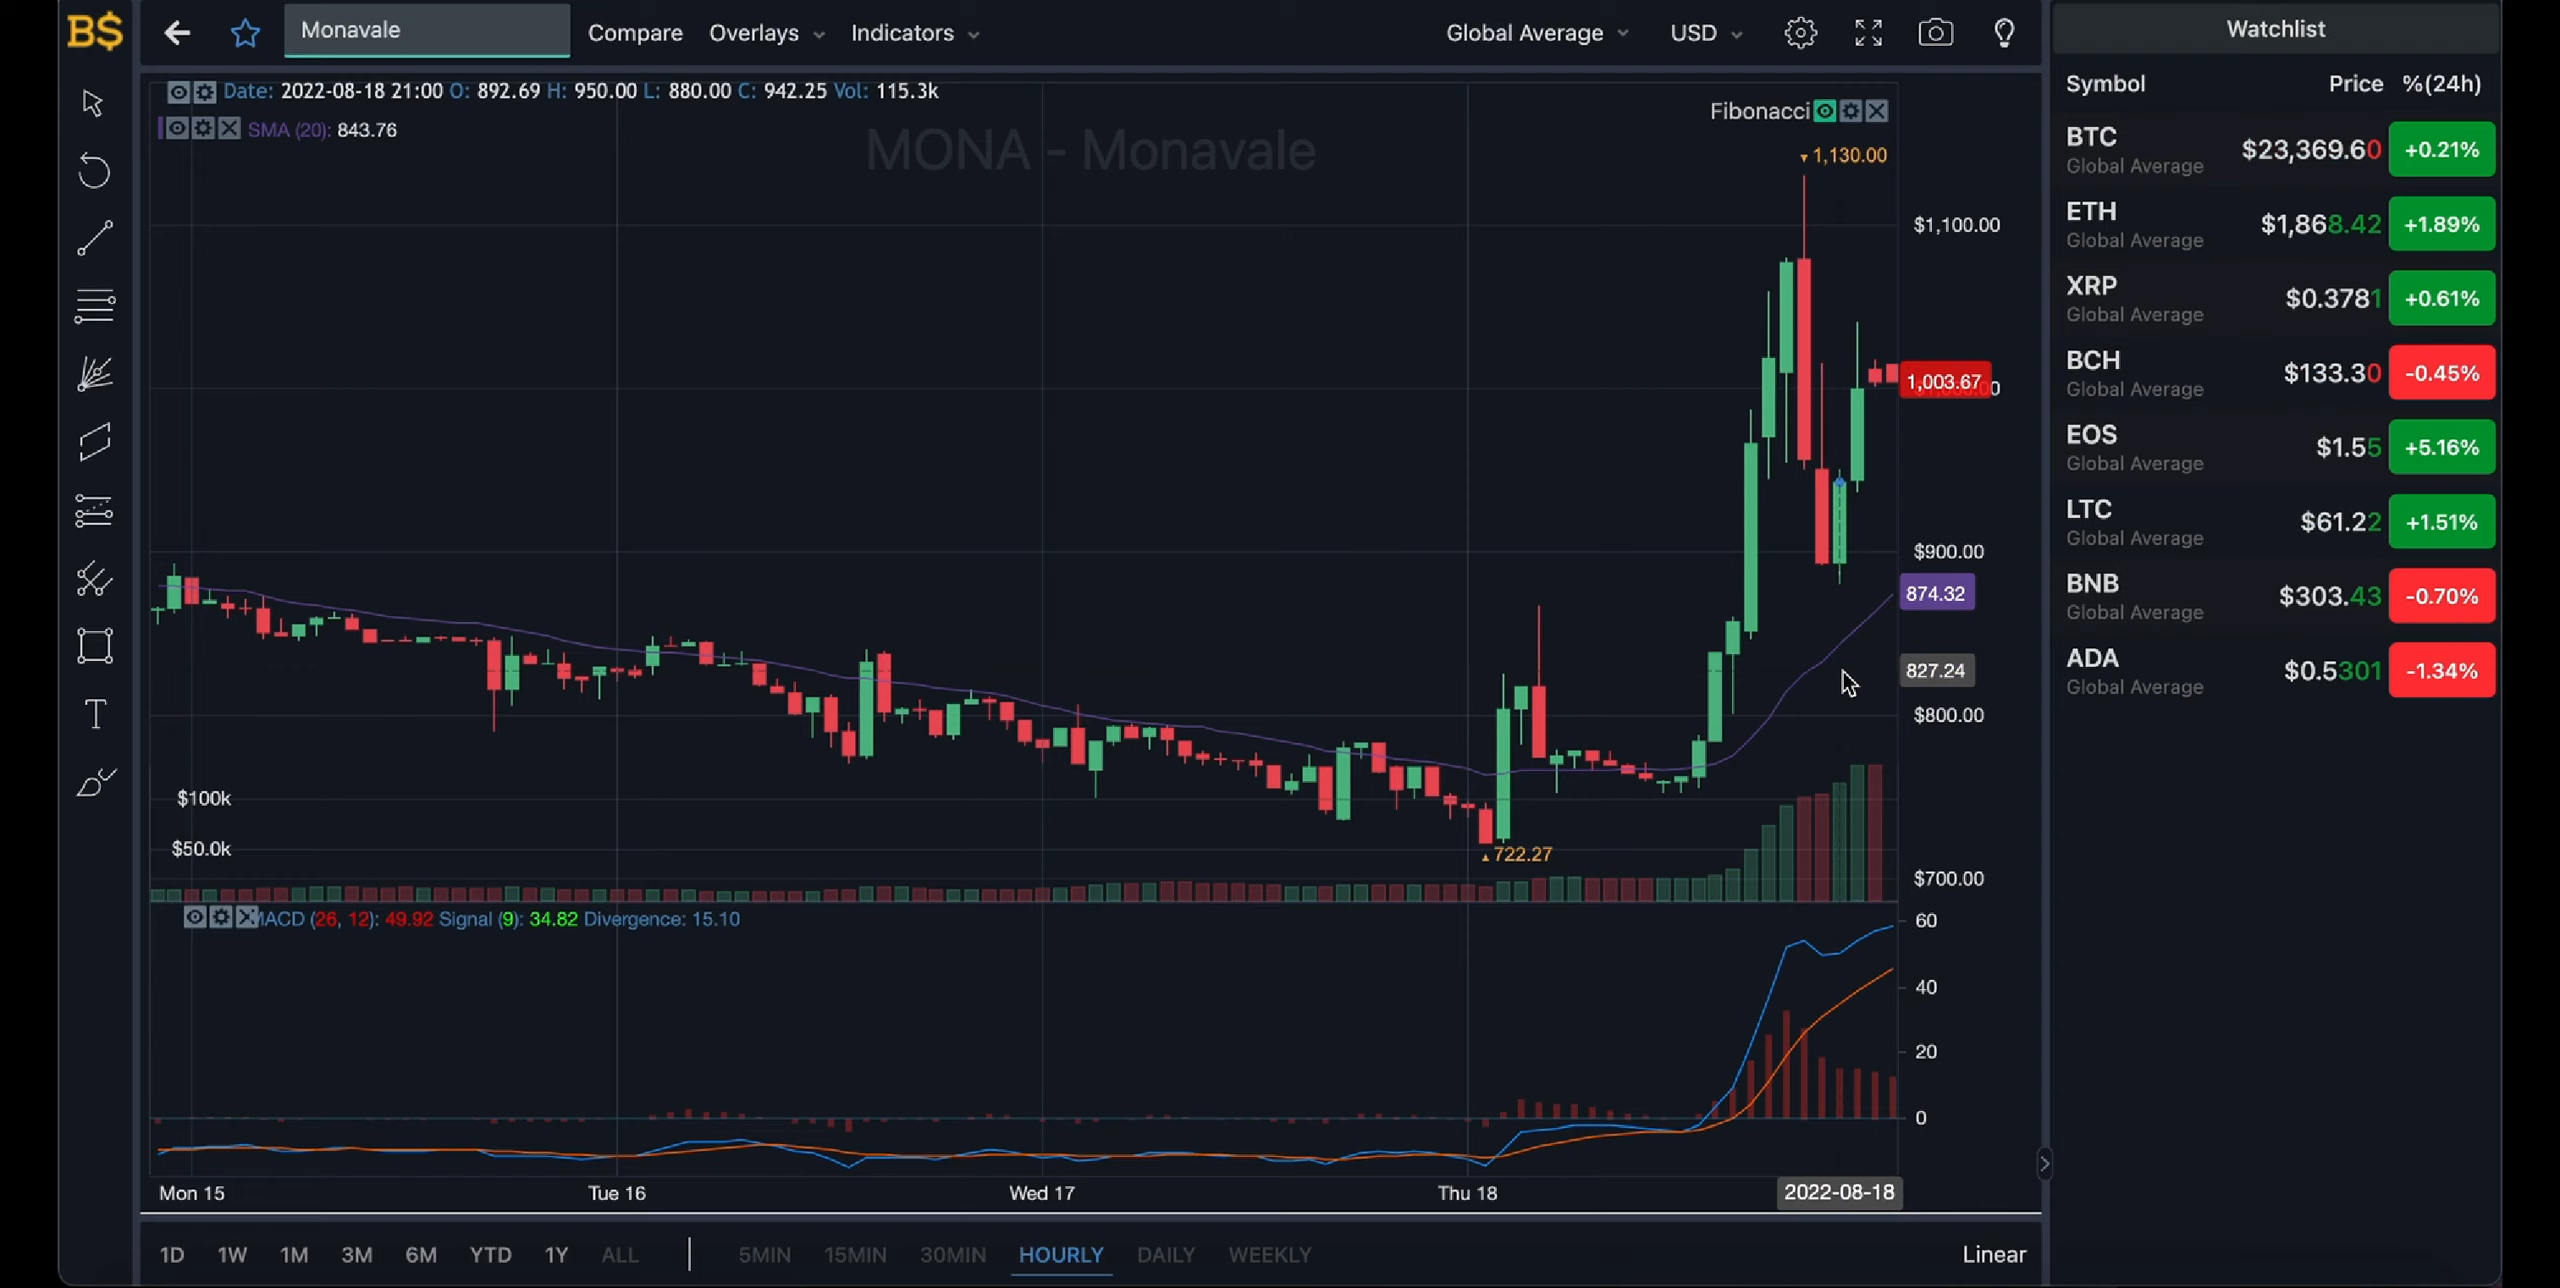 B$
Monavale
Compare Overlays Indicators
Global Average USD
Date: 2022-08-18 21:00 O: 892.69 H: 950.00 L: 880.00 C: 942.25 Vol: 115.3k
SMA (20): 843.76
MONA - Monavale
Fibonacci
1,130.00
$1,100.00
1,003.67
$900.00
874.32
827.24
$800.00
$100k
$50.0k
722.27
$700.00
MACD (26, 12): 49.92 Signal (9): 34.82 Divergence: 15.10
60
40
20
0
Mon 15 Tue 16 Wed 17 Thu 18 2022-08-18
1D 1W 1M 3M 6M YTD 1Y ALL 5MIN 15MIN 30MIN HOURLY DAILY WEEKLY Linear
Watchlist
Symbol Price %(24h)
BTC $23,369.60 +0.21%
Global Average
ETH $1,868.42 +1.89%
Global Average
XRP $0.3781 +0.61%
Global Average
BCH $133.30 -0.45%
Global Average
EOS $1.55 +5.16%
Global Average
LTC $61.22 +1.51%
Global Average
BNB $303.43 -0.70%
Global Average
ADA $0.5301 -1.34%
Global Average